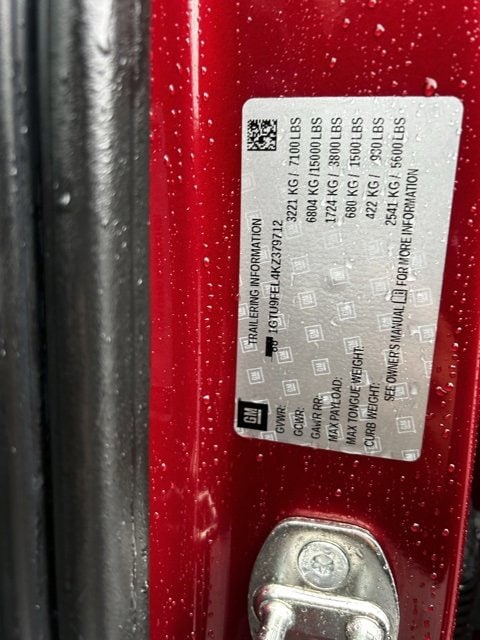 GM
TRAILERING INFORMATION
1GTU9FEL4KZ379712
GVWR: 3221 KG / 7100 LBS
GCWR: 6804 KG /15000 LBS
GAWR RR: 1724 KG / 3800 LBS
MAX PAYLOAD: 680 KG / 1500 LBS
MAX TONGUE WEIGHT: 422 KG / 930 LBS
CURB WEIGHT: 2541 KG / 5600 LBS
SEE OWNER'S MANUAL FOR MORE INFORMATION